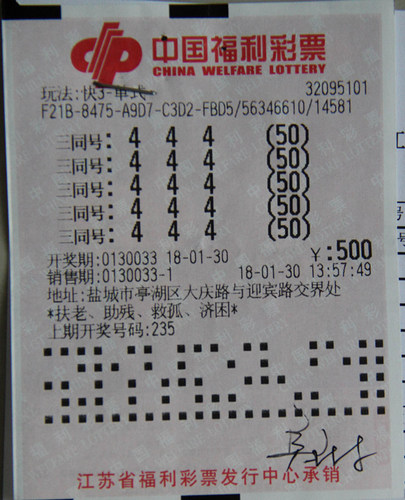 中国福利彩票
CHINA WELFARE LOTTERY
玩法:快3-单式 32095101
F21B-8475-A9D7-C3D2-FBD5/56346610/14581
三同号: 4 4 4 (50)
三同号: 4 4 4 (50)
三同号: 4 4 4 (50)
三同号: 4 4 4 (50)
三同号: 4 4 4 (50)
开奖期:0130033 18-01-30 ¥:500
销售期:0130033-1 18-01-30 13:57:49
地址:盐城市亭湖区大庆路与迎宾路交界处
*扶老、助残、救孤、济困*
上期开奖号码:235
江苏省福利彩票发行中心承销